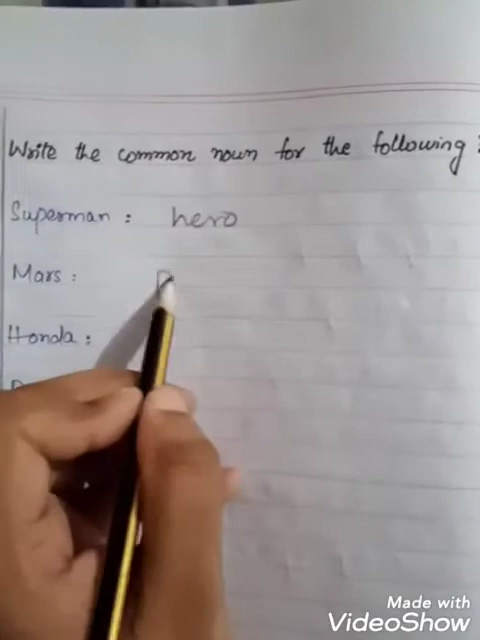 Write the common noun for the following:
Superman : hero
Mars :
Honda :
Made with
VideoShow